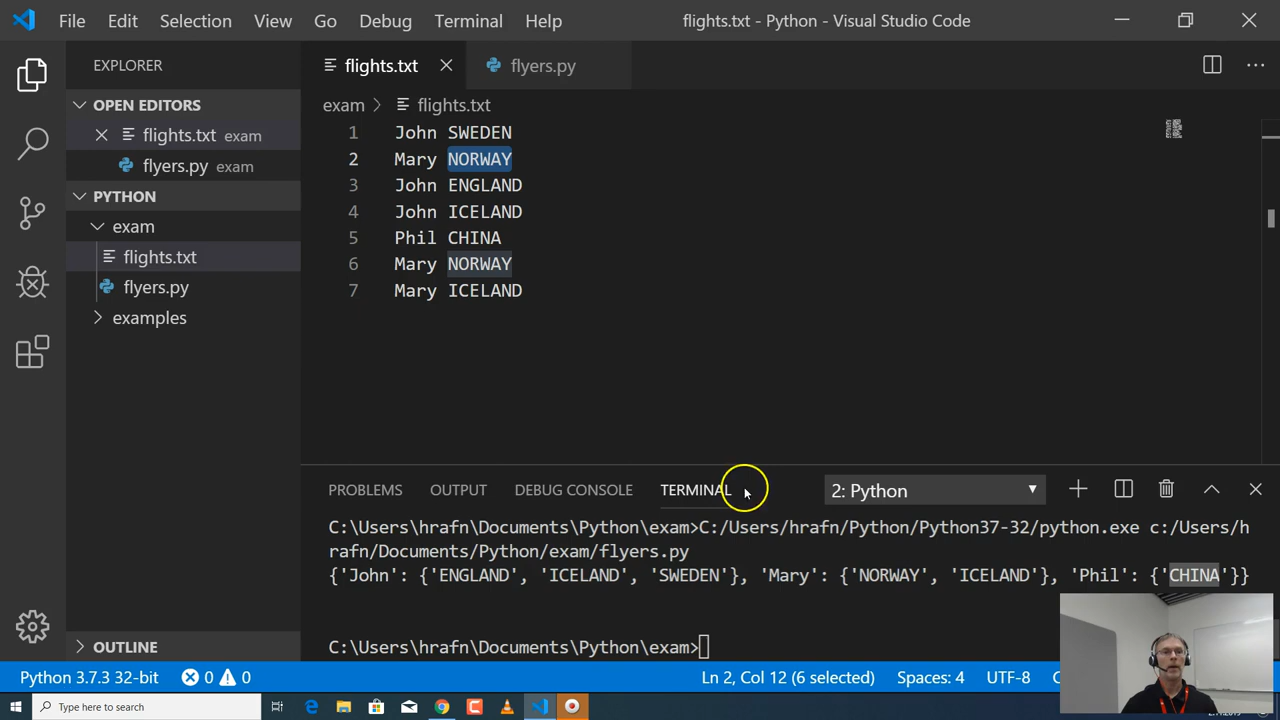 File Edit Selection View Go Debug Terminal Help flights.txt - Python - Visual Studio Code
EXPLORER
flights.txt flyers.py
OPEN EDITORS
exam flights.txt
flights.txt exam
flyers.py exam
PYTHON
exam
flights.txt
flyers.py
examples
OUTLINE
1 John SWEDEN
2 Mary NORWAY
3 John ENGLAND
4 John ICELAND
5 Phil CHINA
6 Mary NORWAY
7 Mary ICELAND
PROBLEMS OUTPUT DEBUG CONSOLE TERMINAL 2: Python
C:\Users\hrafn\Documents\Python\exam>C:/Users/hrafn/Python/Python37-32/python.exe c:/Users/h
rafn/Documents/Python/exam/flyers.py
{'John': {'ENGLAND', 'ICELAND', 'SWEDEN'}, 'Mary': {'NORWAY', 'ICELAND'}, 'Phil': {'CHINA'}}
C:\Users\hrafn\Documents\Python\exam>
Python 3.7.3 32-bit 0 0 Ln 2, Col 12 (6 selected) Spaces: 4 UTF-8
Type here to search